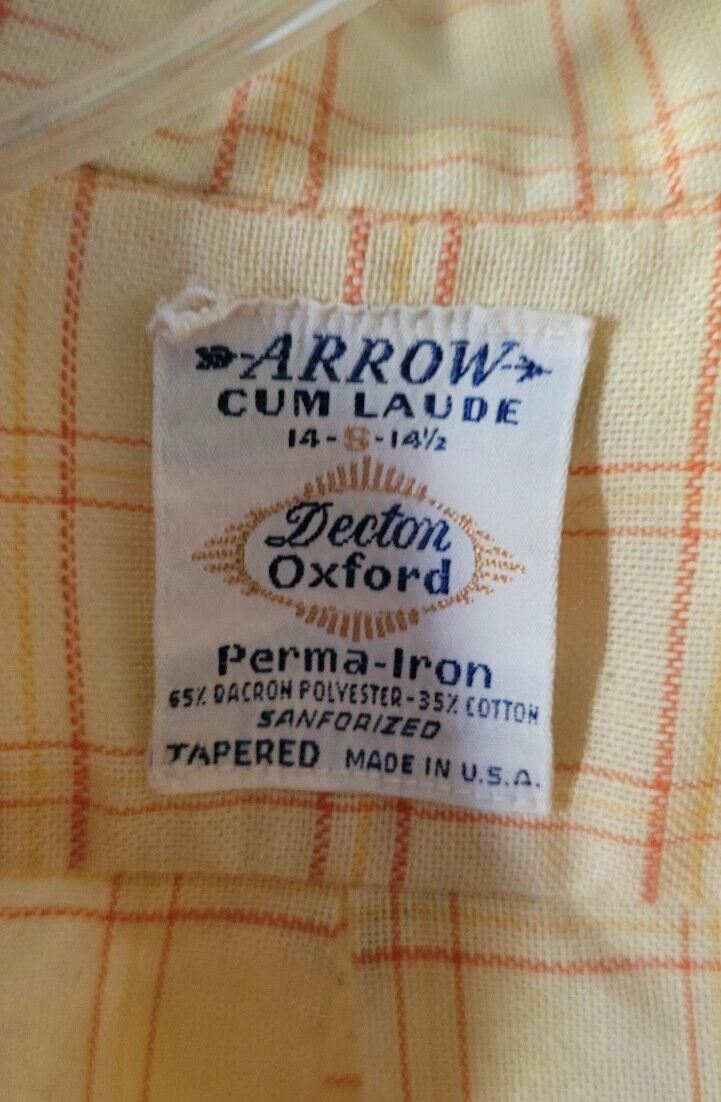 ARROW
CUM LAUDE
14-S-14½
Decton
Oxford
Perma-Iron
65% DACRON POLYESTER-35% COTTON
SANFORIZED
TAPERED MADE IN U.S.A.